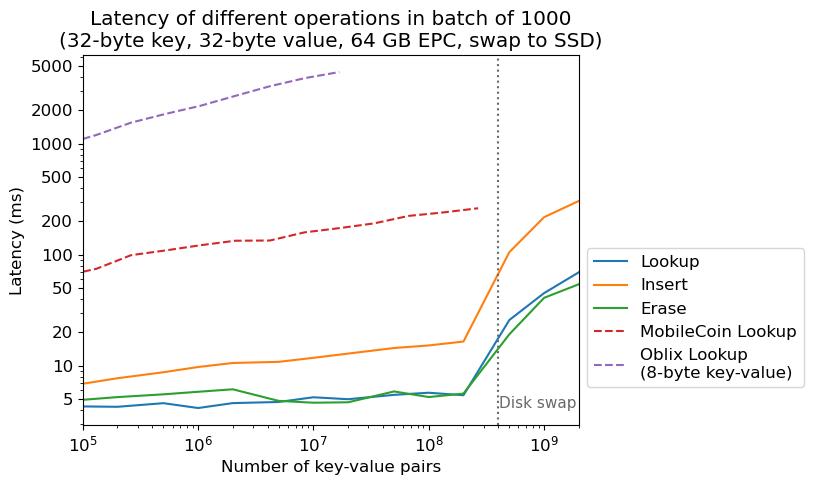 Latency of different operations in batch of 1000
(32-byte key, 32-byte value, 64 GB EPC, swap to SSD)
Latency (ms)
5000
2000
1000
500
200
100
50
20
10
5
Disk swap
10^5
10^6
10^7
10^8
10^9
Number of key-value pairs
Lookup
Insert
Erase
MobileCoin Lookup
Oblix Lookup
(8-byte key-value)